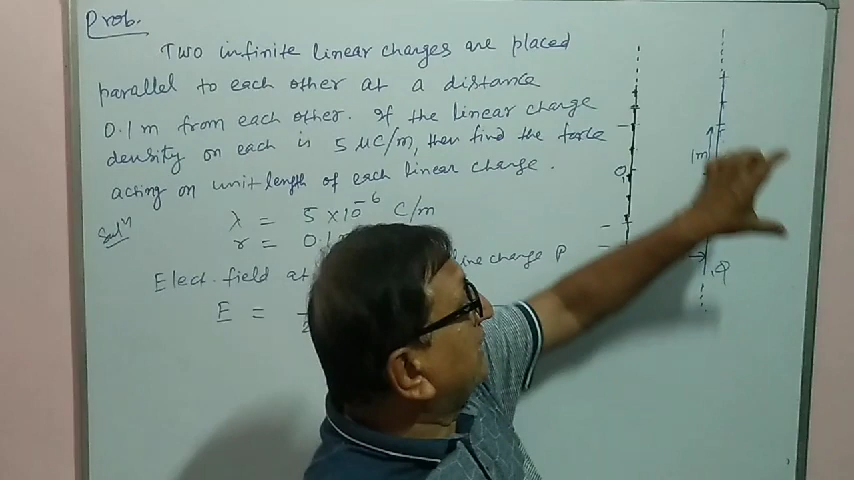 Prob.
Two infinite linear charges are placed
parallel to each other at a distance
0.1 m from each other. If the linear charge
density on each is 5 μC/m, then find the force
acting on unit length of each linear charge.
Solⁿ
λ = 5 × 10⁻⁶ C/m
r = 0.1
Elect. field at line charge P
E =
1m